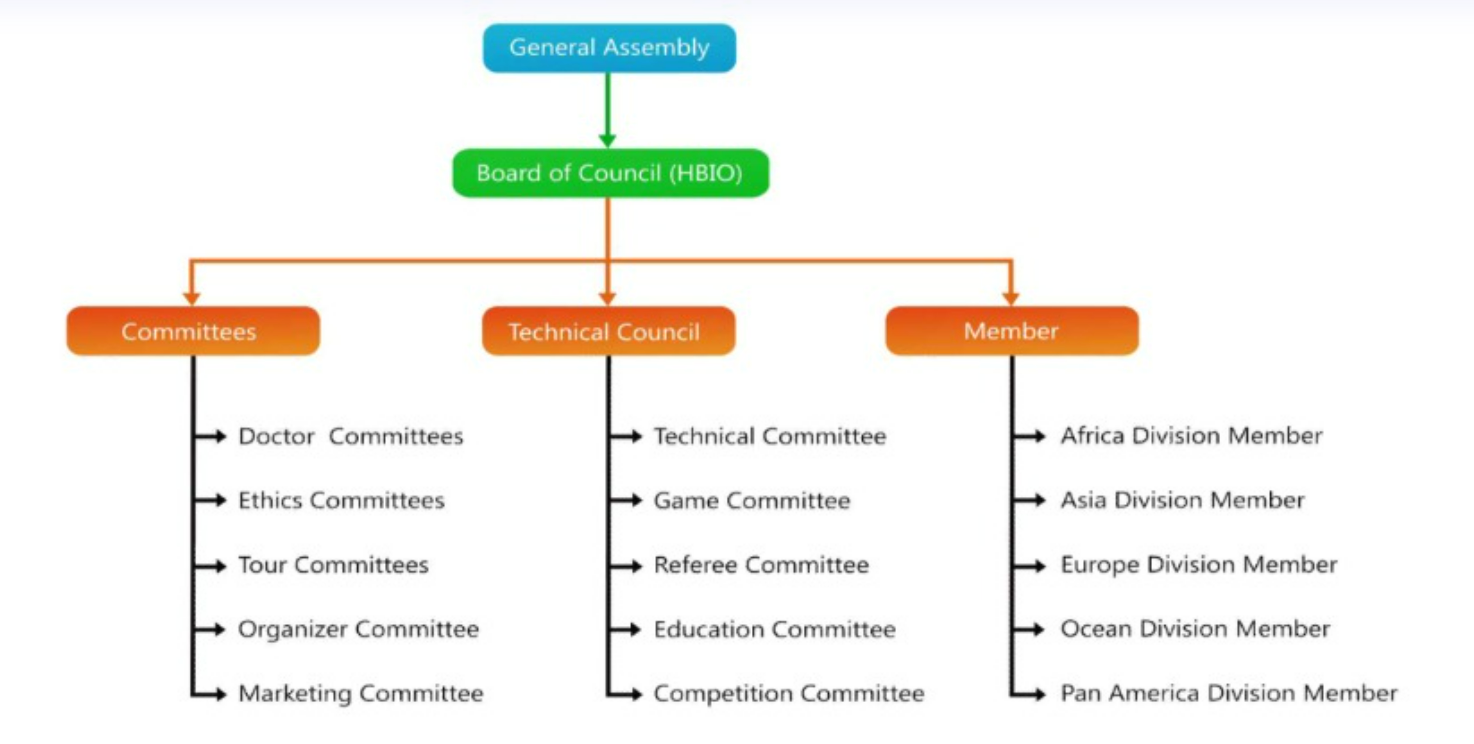 General Assembly
Board of Council (HBIO)
Committees
Technical Council
Member
Doctor Committees
Technical Committee
Africa Division Member
Ethics Committees
Game Committee
Asia Division Member
Tour Committees
Referee Committee
Europe Division Member
Organizer Committee
Education Committee
Ocean Division Member
Marketing Committee
Competition Committee
Pan America Division Member